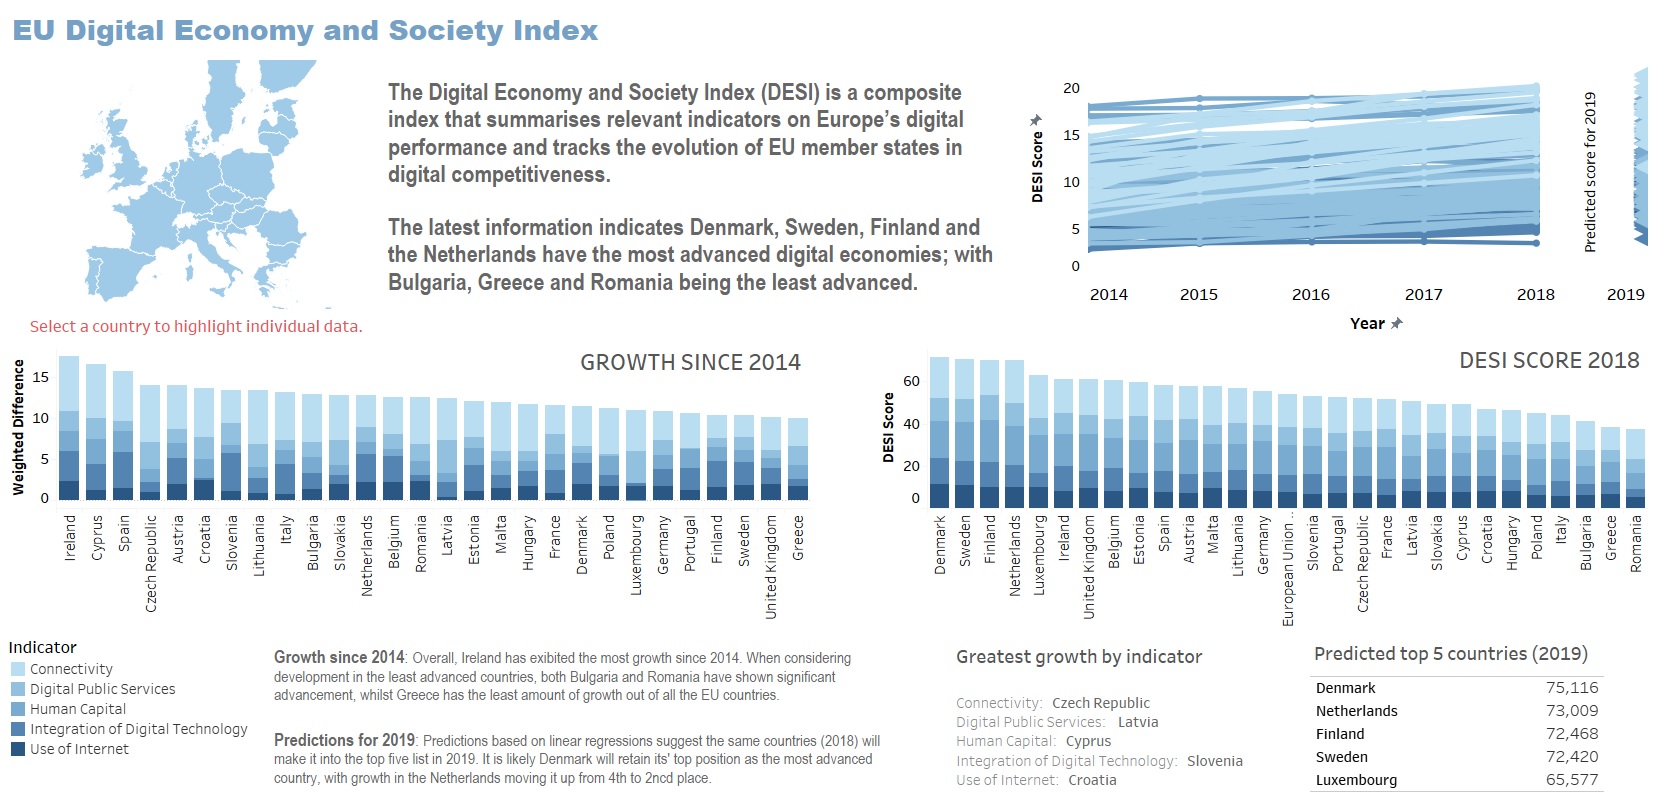 EU Digital Economy and Society Index
The Digital Economy and Society Index (DESI) is a composite
index that summarises relevant indicators on Europe's digital
performance and tracks the evolution of EU member states in
digital competitiveness.
The latest information indicates Denmark, Sweden, Finland and
the Netherlands have the most advanced digital economies; with
Bulgaria, Greece and Romania being the least advanced.
Select a country to highlight individual data.
DESI Score
20
15
10
5
0
2014
2015
2016
2017
2018
2019
Year
Predicted score for 2019
GROWTH SINCE 2014
Weighted Difference
15
10
5
0
Ireland
Cyprus
Spain
Czech Republic
Austria
Croatia
Slovenia
Lithuania
Italy
Bulgaria
Slovakia
Netherlands
Belgium
Romania
Latvia
Estonia
Malta
Hungary
France
Denmark
Poland
Luxembourg
Germany
Portugal
Finland
Sweden
United Kingdom
Greece
DESI SCORE 2018
DESI Score
60
40
20
0
Denmark
Sweden
Finland
Netherlands
Luxembourg
Ireland
United Kingdom
Belgium
Estonia
Spain
Austria
Malta
Lithuania
Germany
European Union ..
Slovenia
Portugal
Czech Republic
France
Latvia
Slovakia
Cyprus
Croatia
Hungary
Poland
Italy
Bulgaria
Greece
Romania
Indicator
Connectivity
Digital Public Services
Human Capital
Integration of Digital Technology
Use of Internet
Growth since 2014: Overall, Ireland has exibited the most growth since 2014. When considering
development in the least advanced countries, both Bulgaria and Romania have shown significant
advancement, whilst Greece has the least amount of growth out of all the EU countries.
Predictions for 2019: Predictions based on linear regressions suggest the same countries (2018) will
make it into the top five list in 2019. It is likely Denmark will retain its' top position as the most advanced
country, with growth in the Netherlands moving it up from 4th to 2ncd place.
Greatest growth by indicator
Connectivity: Czech Republic
Digital Public Services: Latvia
Human Capital: Cyprus
Integration of Digital Technology: Slovenia
Use of Internet: Croatia
Predicted top 5 countries (2019)
Denmark 75,116
Netherlands 73,009
Finland 72,468
Sweden 72,420
Luxembourg 65,577